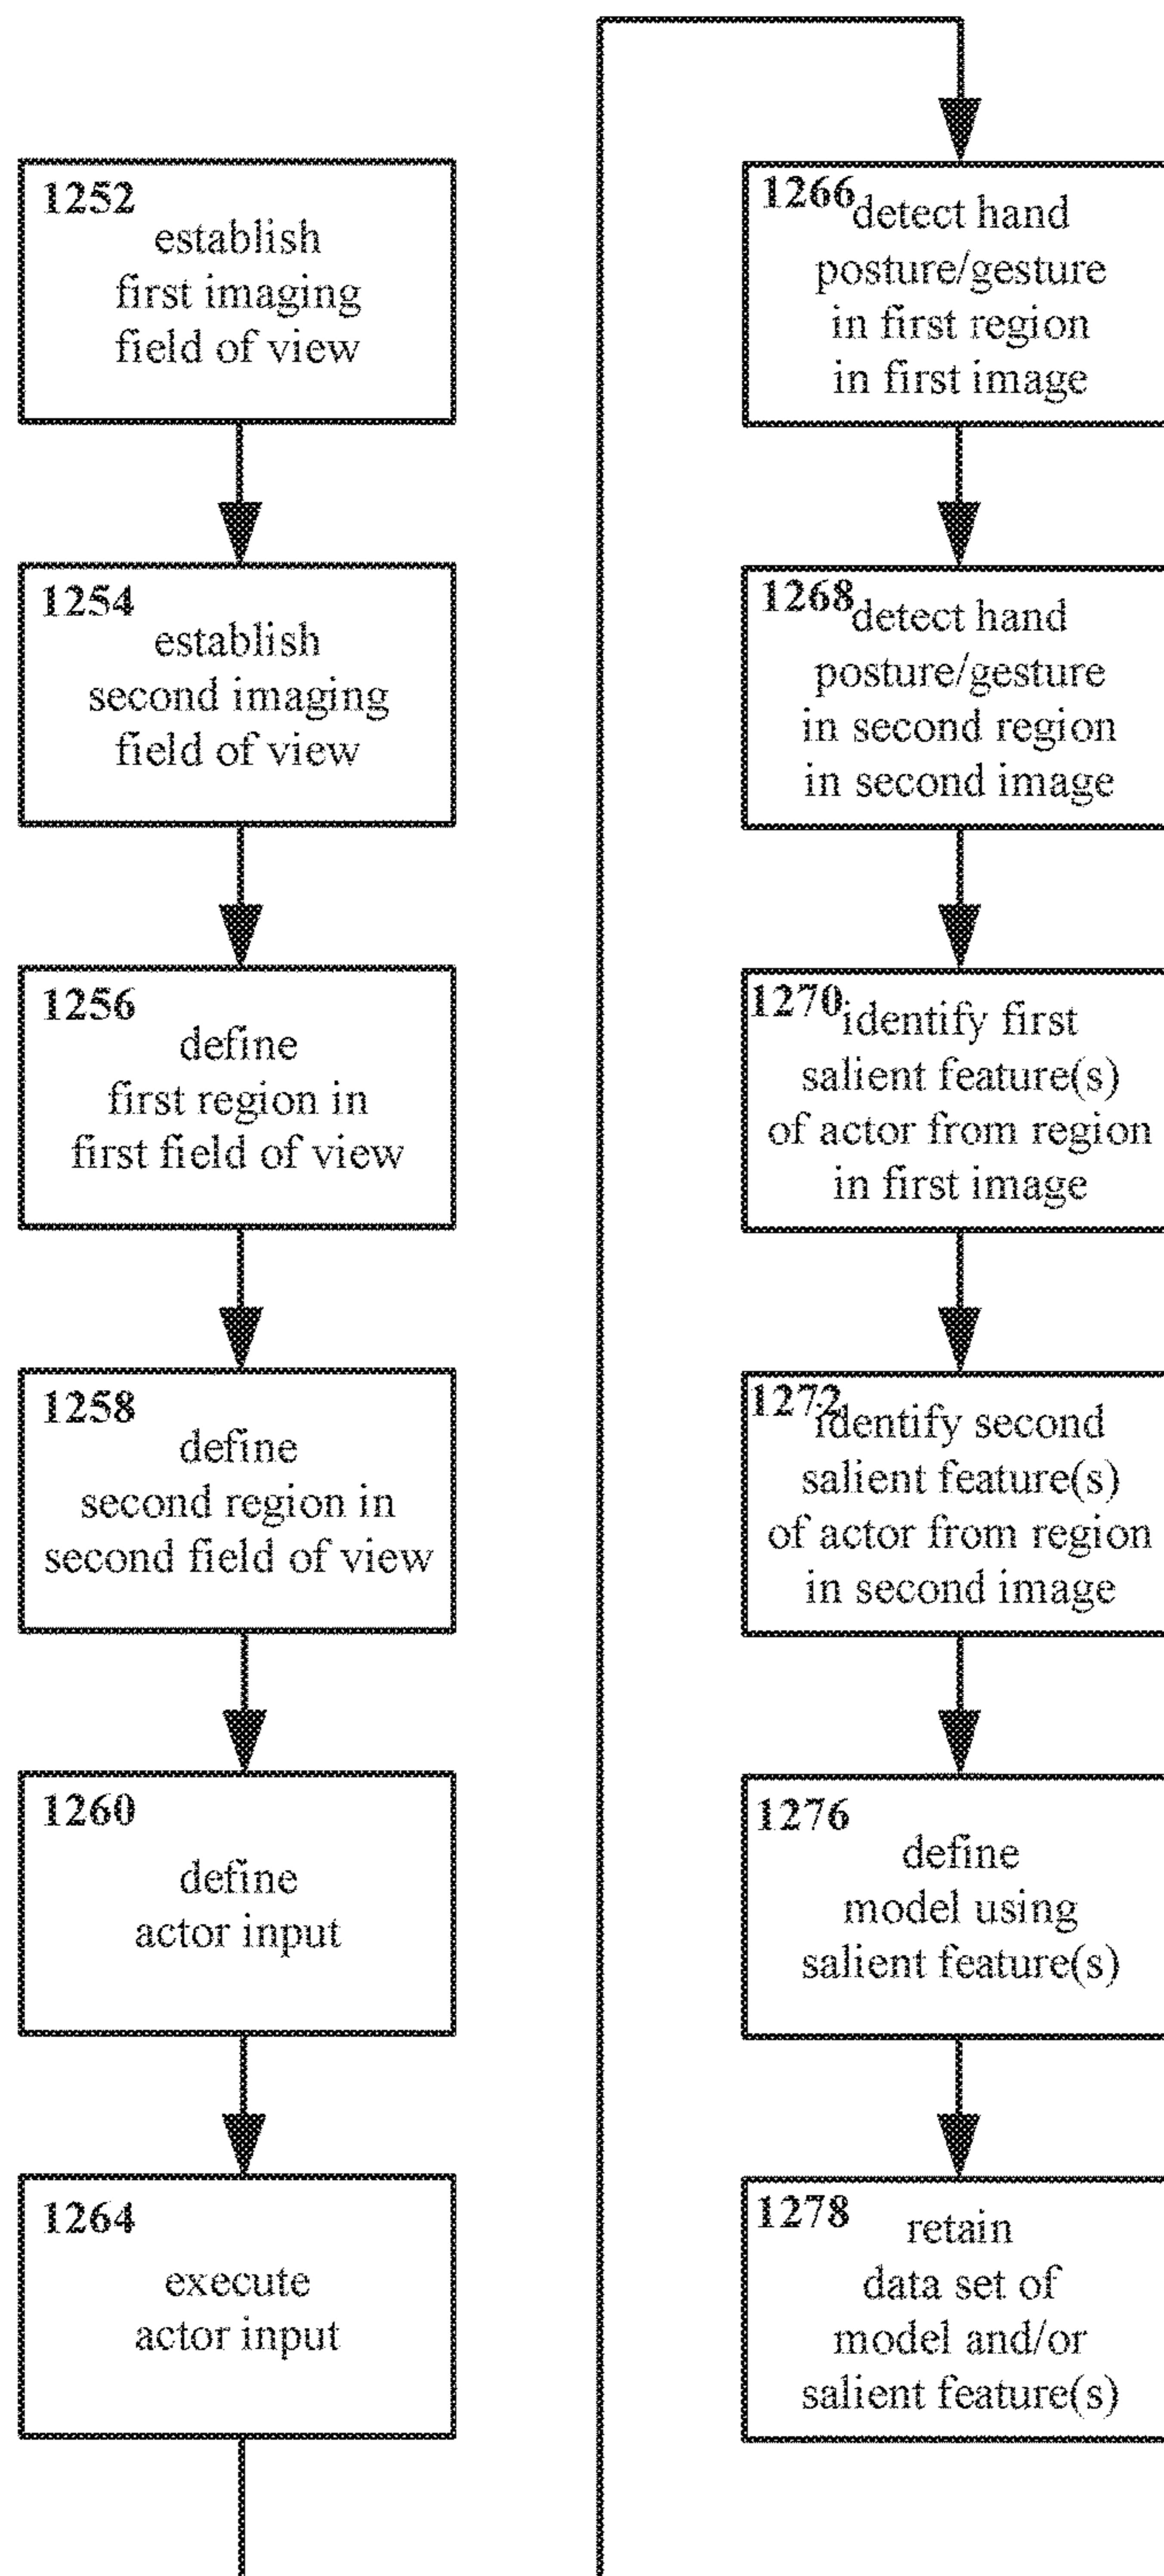 1252
establish
first imaging
field of view
1254
establish
second imaging
field of view
1256
define
first region in
first field of view
1258
define
second region in
second field of view
1260
define
actor input
1264
execute
actor input
1266
detect hand
posture/gesture
in first region
in first image
1268
detect hand
posture/gesture
in second region
in second image
1270
identify first
salient feature(s)
of actor from region
in first image
1272
identify second
salient feature(s)
of actor from region
in second image
1276
define
model using
salient feature(s)
1278
retain
data set of
model and/or
salient feature(s)